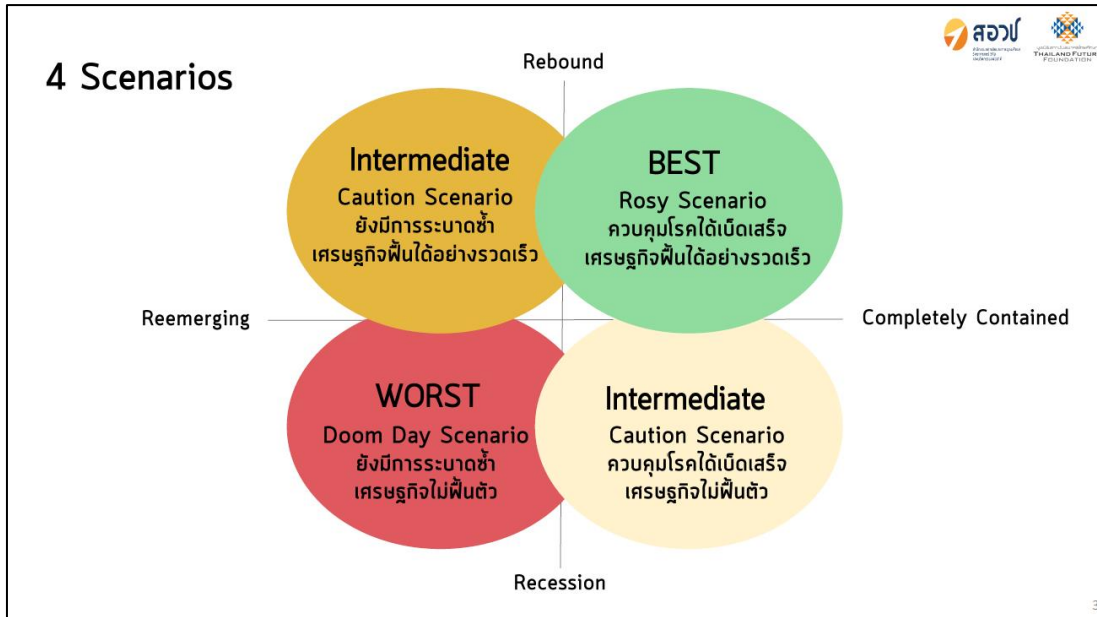 สอวช
THAILAND FUTURE
FOUNDATION
4 Scenarios
Rebound
Intermediate
Caution Scenario
ยังมีการระบาดซ้ำ
เศรษฐกิจฟื้นได้อย่างรวดเร็ว
BEST
Rosy Scenario
ควบคุมโรคได้เบ็ดเสร็จ
เศรษฐกิจฟื้นได้อย่างรวดเร็ว
Reemerging
Completely Contained
WORST
Doom Day Scenario
ยังมีการระบาดซ้ำ
เศรษฐกิจไม่ฟื้นตัว
Intermediate
Caution Scenario
ควบคุมโรคได้เบ็ดเสร็จ
เศรษฐกิจไม่ฟื้นตัว
Recession
3